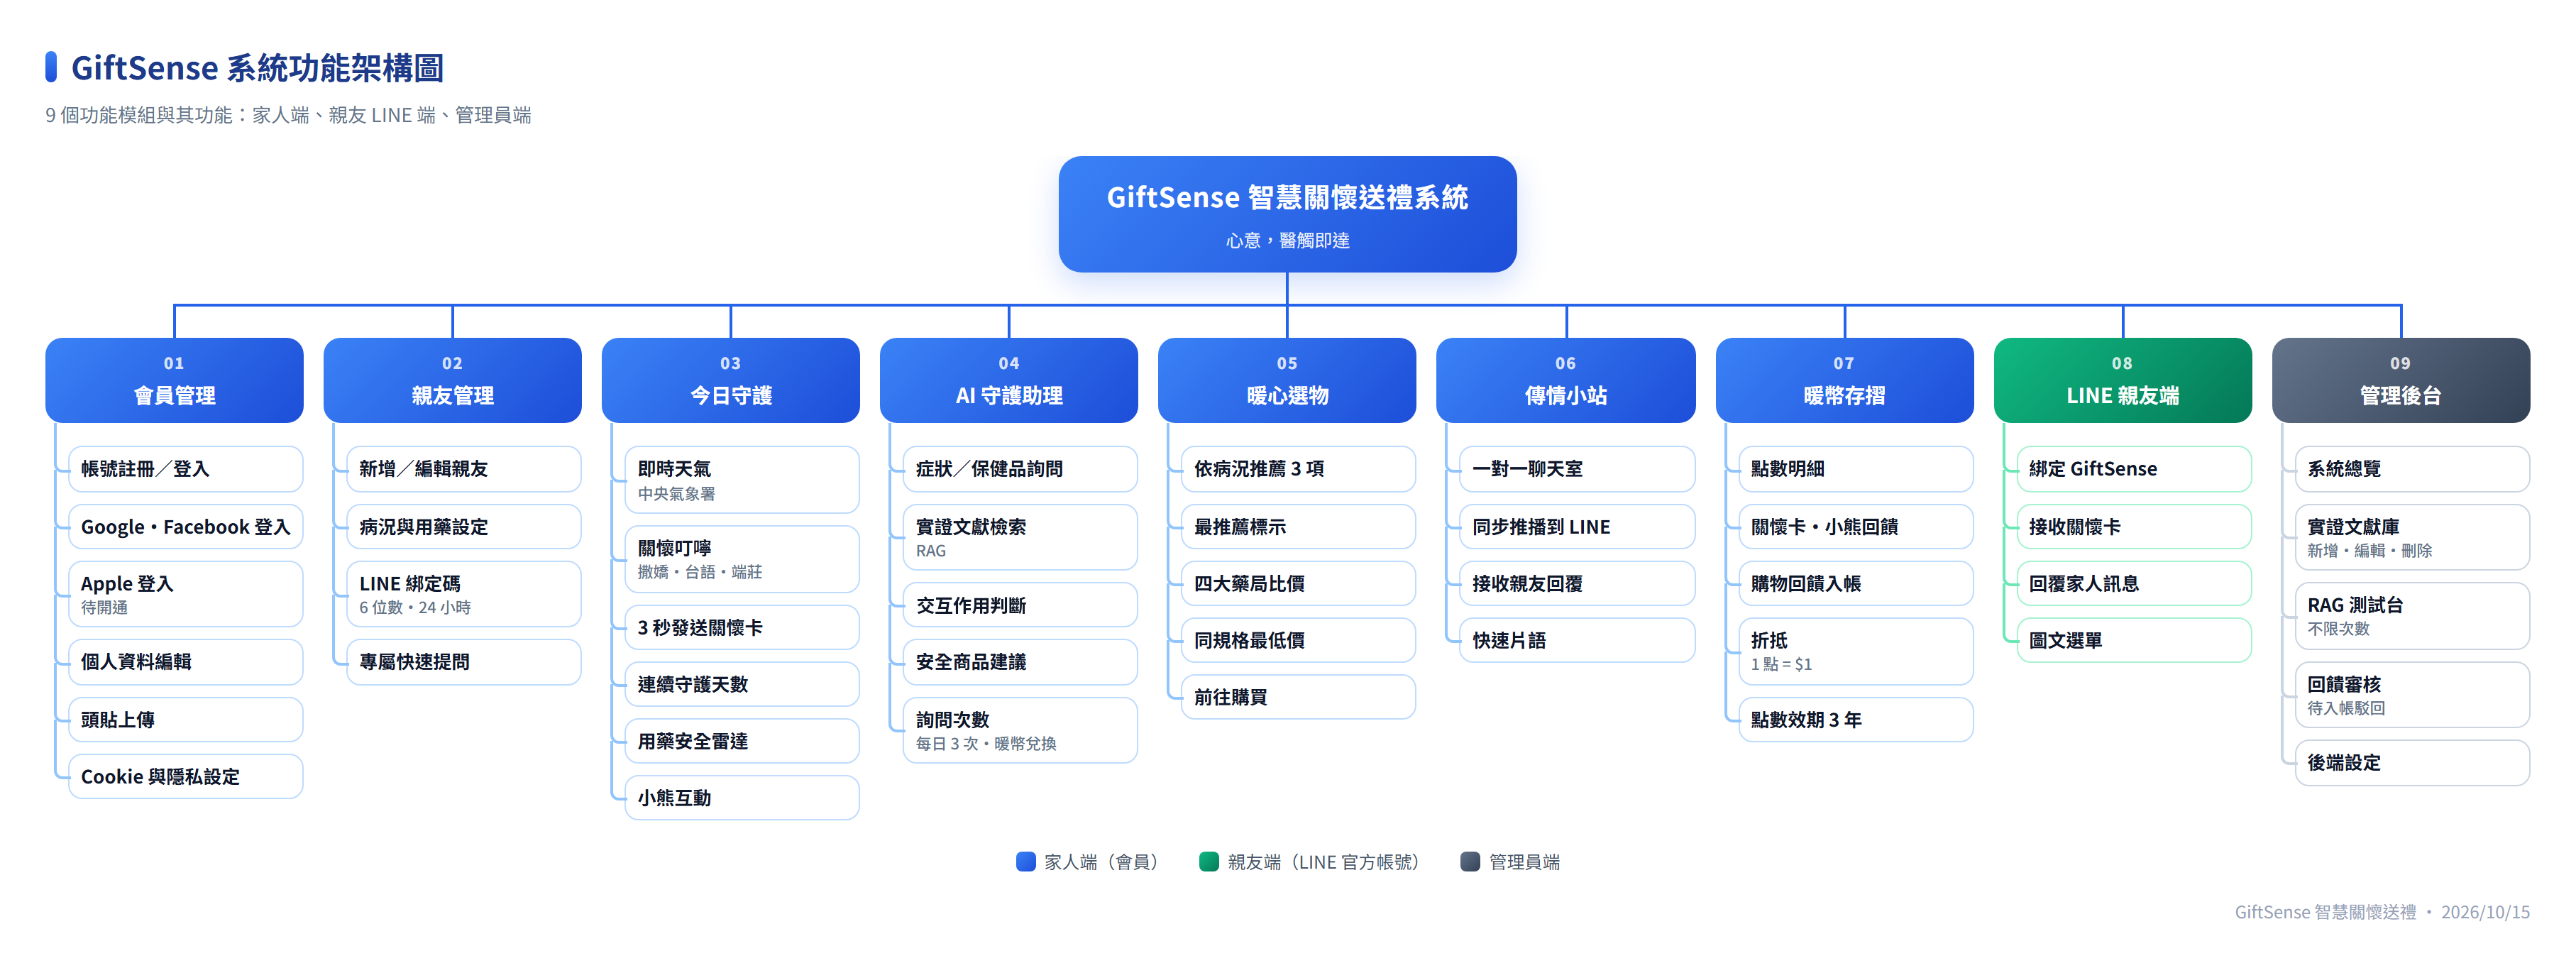 GiftSense 系統功能架構圖
9 個功能模組與其功能：家人端、親友 LINE 端、管理員端
GiftSense 智慧關懷送禮系統
心意，醫觸即達
01
會員管理
帳號註冊／登入
Google・Facebook 登入
Apple 登入
待開通
個人資料編輯
頭貼上傳
Cookie 與隱私設定
02
親友管理
新增／編輯親友
病況與用藥設定
LINE 綁定碼
6 位數・24 小時
專屬快速提問
03
今日守護
即時天氣
中央氣象署
關懷叮嚀
撒嬌・台語・端莊
3 秒發送關懷卡
連續守護天數
用藥安全雷達
小熊互動
04
AI 守護助理
症狀／保健品詢問
實證文獻檢索
RAG
交互作用判斷
安全商品建議
詢問次數
每日 3 次・暖幣兌換
05
暖心選物
依病況推薦 3 項
最推薦標示
四大藥局比價
同規格最低價
前往購買
06
傳情小站
一對一聊天室
同步推播到 LINE
接收親友回覆
快速片語
07
暖幣存摺
點數明細
關懷卡・小熊回饋
購物回饋入帳
折抵
1 點 = $1
點數效期 3 年
08
LINE 親友端
綁定 GiftSense
接收關懷卡
回覆家人訊息
圖文選單
09
管理後台
系統總覽
實證文獻庫
新增・編輯・刪除
RAG 測試台
不限次數
回饋審核
待入帳駁回
後端設定
家人端（會員）
親友端（LINE 官方帳號）
管理員端
GiftSense 智慧關懷送禮 ・ 2026/10/15